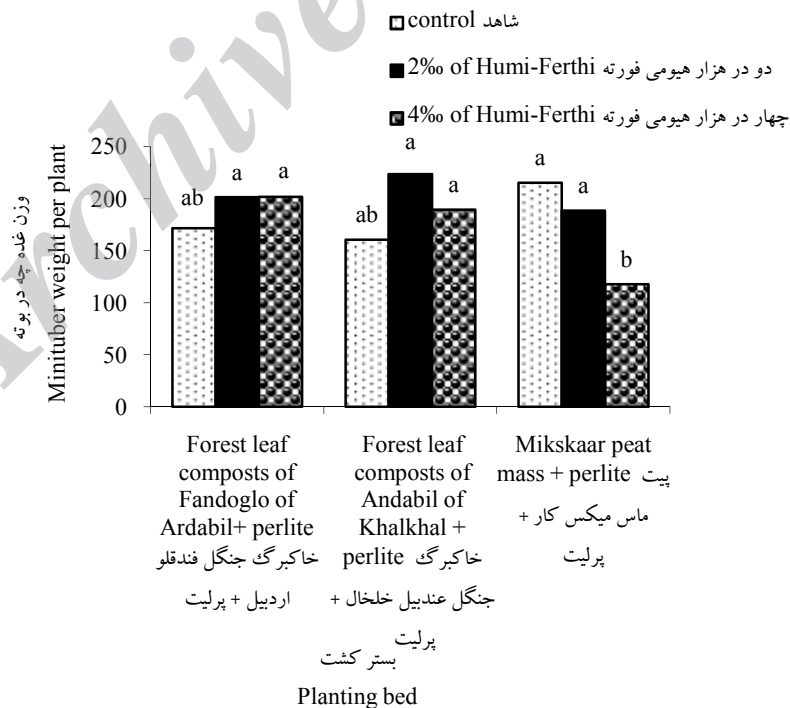 Archive
control شاهد
2‰ of Humi-Ferthi دو در هزار هیومی فورته
4‰ of Humi-Ferthi چهار در هزار هیومی فورته
وزن غده چه در بوته
Minituber weight per plant
250
200
150
100
50
0
ab a a
ab a a
a a b
Forest leaf
composts of
Fandoglo of
Ardabil+ perlite
خاکبرگ جنگل فندقلو
اردبیل + پرلیت
Forest leaf
composts of
Andabil of
Khalkhal +
perlite خاکبرگ
جنگل عندبیل خلخال +
پرلیت
Mikskaar peat
mass + perlite پیت
ماس میکس کار +
پرلیت
بستر کشت
Planting bed